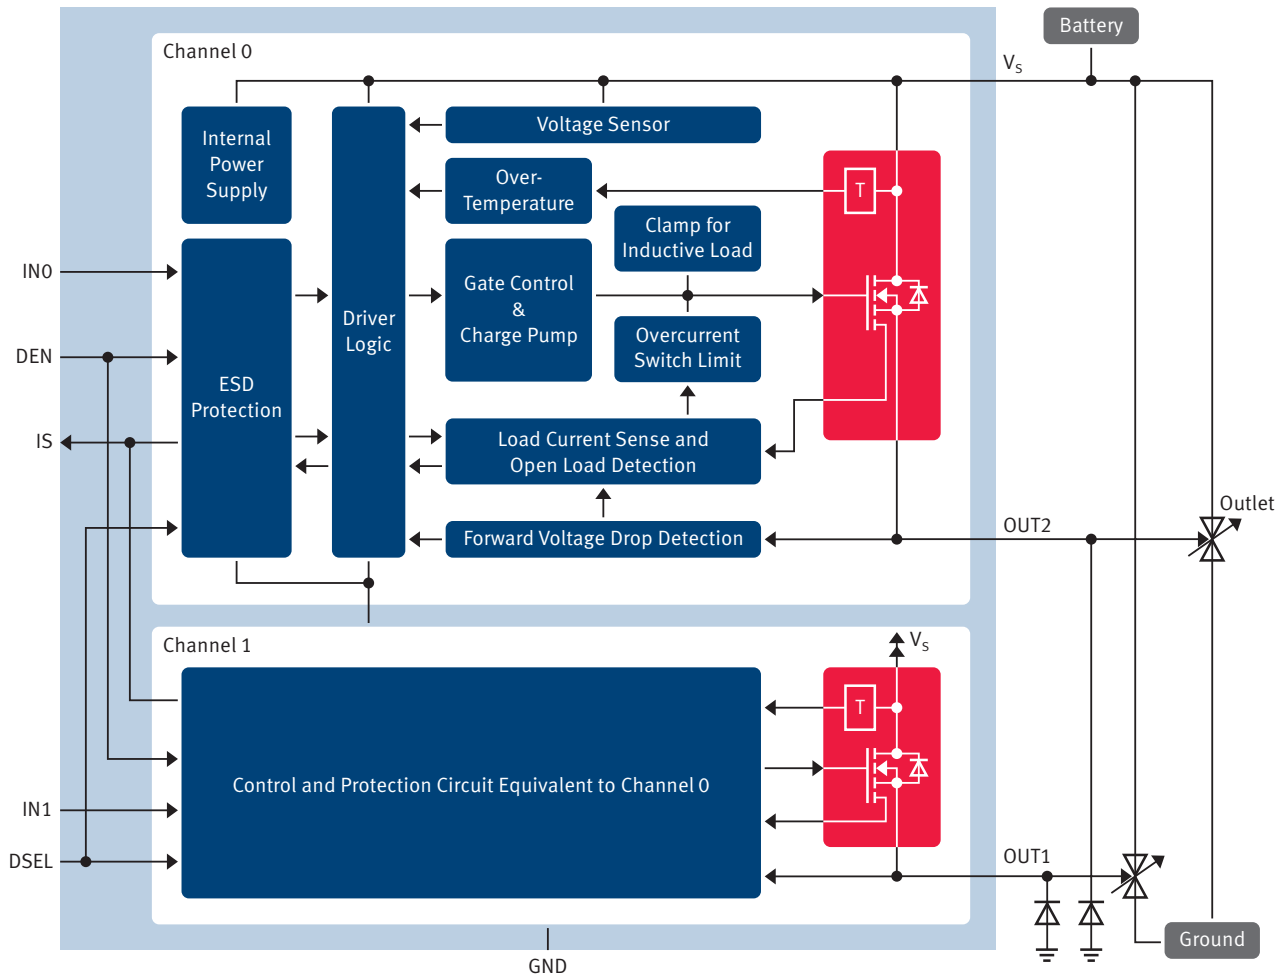 Battery
Channel 0
Vs
Internal
Power
Supply
Voltage Sensor
Over-
Temperature
T
Clamp for
Inductive Load
IN0
Gate Control
&
Charge Pump
Driver
Logic
Overcurrent
Switch Limit
DEN
ESD
Protection
IS
Load Current Sense and
Open Load Detection
Outlet
OUT2
Forward Voltage Drop Detection
Channel 1
Vs
T
Control and Protection Circuit Equivalent to Channel 0
IN1
DSEL
OUT1
Ground
GND